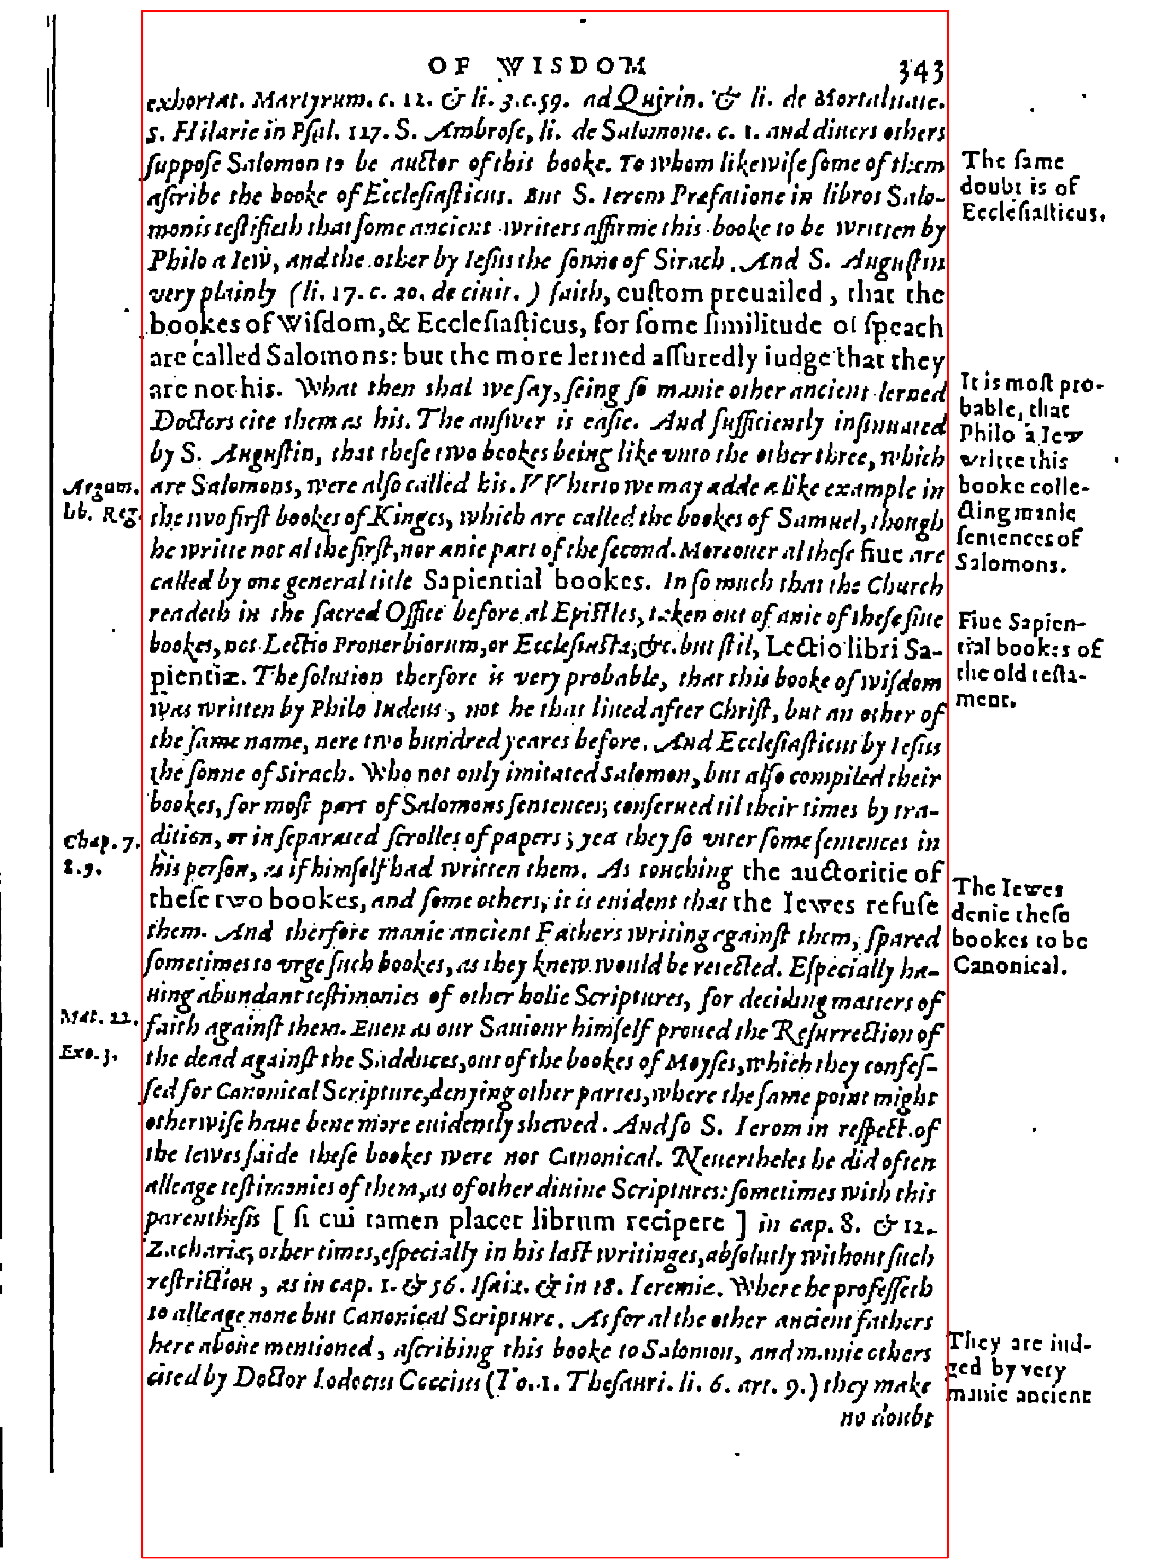 OF WISDOM 343
exhortat. Martyrum. c. 12. & li. 3. c. 59. ad Quirin. & li. de Mortalitate.
S. Hilarie in Psal. 127. S. Ambrose, li. de Salomone. c. 1. and diuers others
suppose Salomon to be auctor of this booke. To whom likewise some of them
The same
ascribe the booke of Ecclesiasticus. But S. Ierom Præfatione in libros Salo-
doubt is of
Ecclesiasticus.
monis testifieth that some ancient writers affirme this booke to be written by
Philo a Iew, and the other by Iesus the sonne of Sirach. And S. Augustin
very plainly (li. 17. c. 20. de ciuit.) saith, custom preuailed, that the
bookes of Wisdom, & Ecclesiasticus, for some similitude of speach
are called Salomons: but the more lerned assuredly iudge that they
are not his. What then shal we say, seing so manie other ancient lerned
It is most pro-
Doctors cite them as his. The answer is easie. And sufficiently insinuated
bable, that
by S. Augustin, that these two bookes being like vnto the other three, which
Philo a Iew
writte this
Argum.
are Salomons, were also called his. VVherto we may adde a like example in
booke colle-
lib. Reg.
the two first bookes of Kinges, which are called the bookes of Samuel, though
cting manie
he writte not al the first, nor anie part of the second. Moreouer al these fiue are
sentences of
Salomons.
called by one general title Sapiential bookes. In so much that the Church
readeth in the sacred Office before al Epistles, taken out of anie of these fiue
Fiue Sapien-
bookes, not Lectio Prouerbiorum, or Ecclesiastæ, &c. but stil, Lectio libri Sa-
tial bookes of
pientiæ. The solution therfore is very probable, that this booke of wisdom
the old testa-
ment.
was written by Philo Iudeus, not he that liued after Christ, but an other of
the same name, nere two hundred yeares before. And Ecclesiasticus by Iesus
the sonne of Sirach. Who not only imitated Salomon, but also compiled their
bookes, for most part of Salomons sentences, conserued til their times by tra-
Chap. 7.
dition, or in separated scrolles of papers; yea they so vtter some sentences in
8. 9.
his person, as if himself had written them. As touching the auctoritie of
The Iewes
these two bookes, and some others, it is euident that the Iewes refuse
denie these
them. And therfore manie ancient Fathers writing against them, spared
bookes to be
sometimes to vrge such bookes, as they knew would be reiected. Especially ha-
Canonical.
uing abundant testimonies of other holie Scriptures, for deciding matters of
Mat. 22.
faith against them. Euen as our Sauiour himself proued the Resurrection of
Exo. 3.
the dead against the Sadduces, out of the bookes of Moyses, which they confes-
sed for Canonical Scripture, denying other partes, where the same point might
otherwise haue bene more euidently shewed. And so S. Ierom in respect of
the Iewes saide these bookes were not Canonical. Neuertheles he did often
alleage testimonies of them, as of other diuine Scriptures: sometimes with this
parenthesis [ si cui tamen placet librum recipere ] in cap. 8. & 12.
Zachariæ, other times, especially in his last writinges, absolutly without such
restriction, as in cap. 1. & 56. Isaiæ. & in 18. Ieremiæ. Where he professeth
to alleage none but Canonical Scripture. As for al the other ancient fathers
They are iud-
here aboue mentioned, ascribing this booke to Salomon, and manie others
ged by very
cited by Doctor Iodocus Coccius (To. 1. Thesauri. li. 6. art. 9.) they make
manie ancient
no doubt